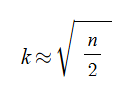 k ≈ √(n/2)